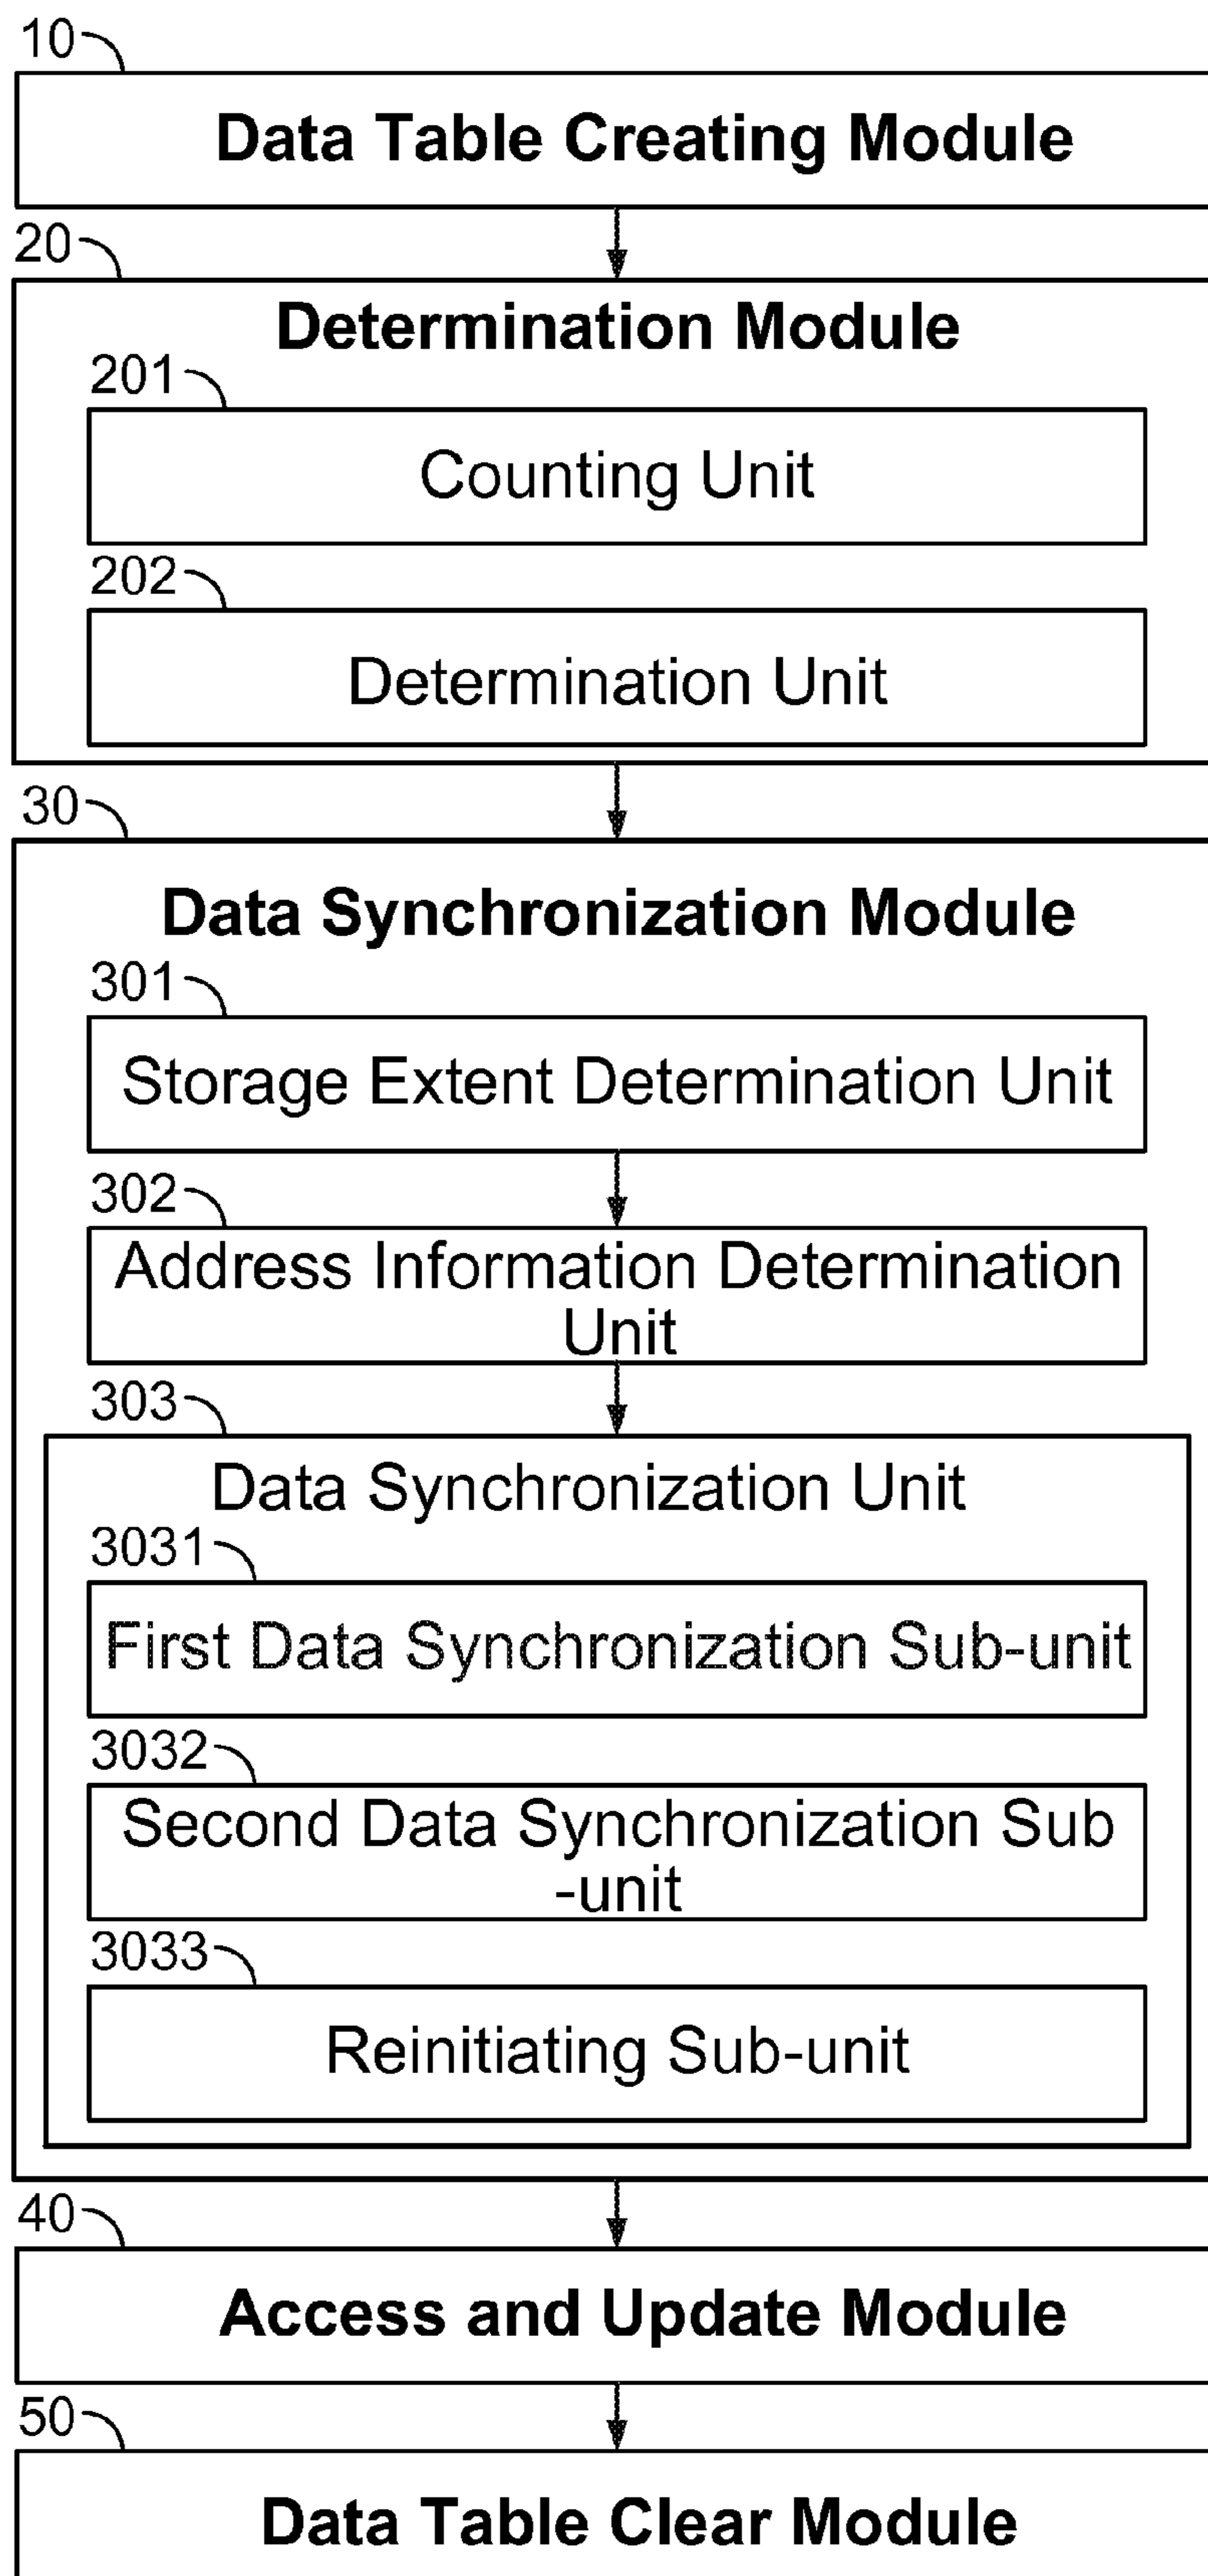 10
Data Table Creating Module
20
Determination Module
201
Counting Unit
202
Determination Unit
30
Data Synchronization Module
301
Storage Extent Determination Unit
302
Address Information Determination
Unit
303
Data Synchronization Unit
3031
First Data Synchronization Sub-unit
3032
Second Data Synchronization Sub
-unit
3033
Reinitiating Sub-unit
40
Access and Update Module
50
Data Table Clear Module